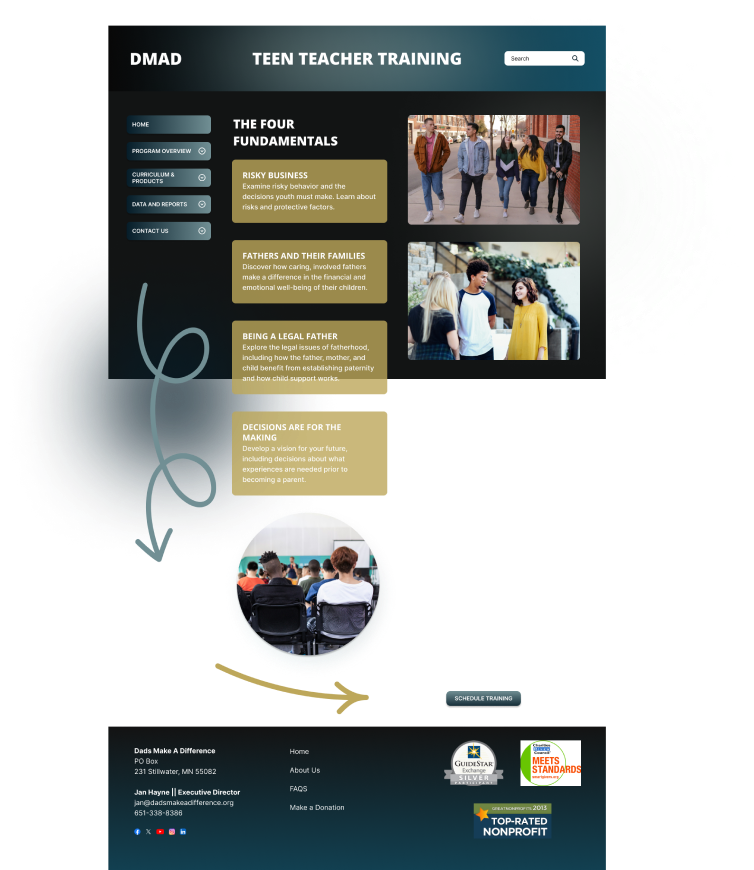 DMAD
TEEN TEACHER TRAINING
Search
HOME
PROGRAM OVERVIEW
CURRICULUM &
PRODUCTS
DATA AND REPORTS
CONTACT US
THE FOUR
FUNDAMENTALS
RISKY BUSINESS
Examine risky behavior and the
decisions youth must make. Learn about
risks and protective factors.
FATHERS AND THEIR FAMILIES
Discover how caring, involved fathers
make a difference in the financial and
emotional well-being of their children.
BEING A LEGAL FATHER
Explore the legal issues of fatherhood,
including how the father, mother, and
child benefit from establishing paternity
and how child support works.
DECISIONS ARE FOR THE
MAKING
Develop a vision for your future,
including decisions about what
experiences are needed prior to
becoming a parent.
SCHEDULE TRAINING
Dads Make A Difference
PO Box
231 Stillwater, MN 55082
Jan Hayne || Executive Director
jan@dadsmakeadifference.org
651-338-8386
Home
About Us
FAQS
Make a Donation
GUIDESTAR
Exchange
SILVER
PARTICIPANT
Charities
Council
MEETS
STANDARDS
smartgivers.org
GREATNONPROFITS 2013
TOP-RATED
NONPROFIT